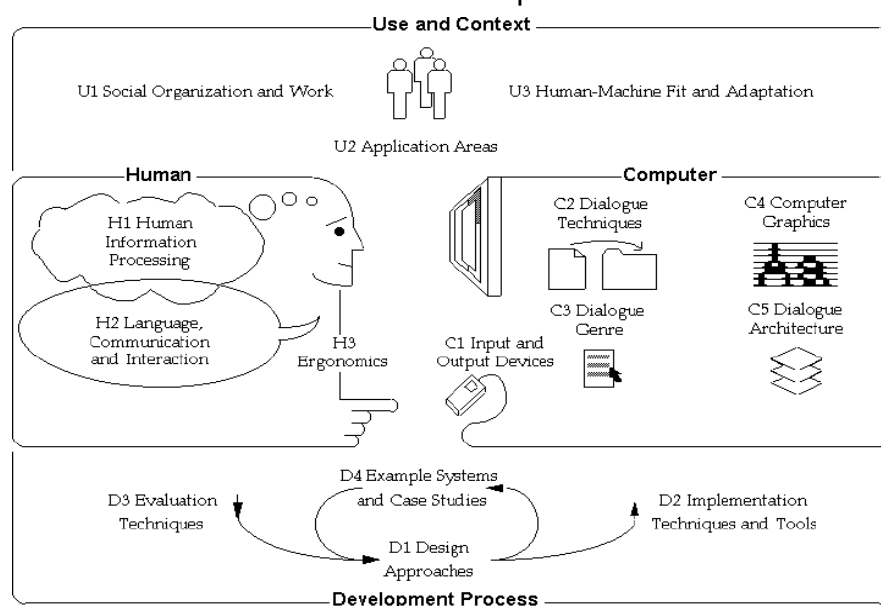 Use and Context
U1 Social Organization and Work
U3 Human-Machine Fit and Adaptation
U2 Application Areas
Human
Computer
H1 Human
Information
Processing
H2 Language,
Communication
and Interaction
H3
Ergonomics
C1 Input and
Output Devices
C2 Dialogue
Techniques
C3 Dialogue
Genre
C4 Computer
Graphics
Aa
C5 Dialogue
Architecture
D3 Evaluation
Techniques
D4 Example Systems
and Case Studies
D1 Design
Approaches
D2 Implementation
Techniques and Tools
Development Process